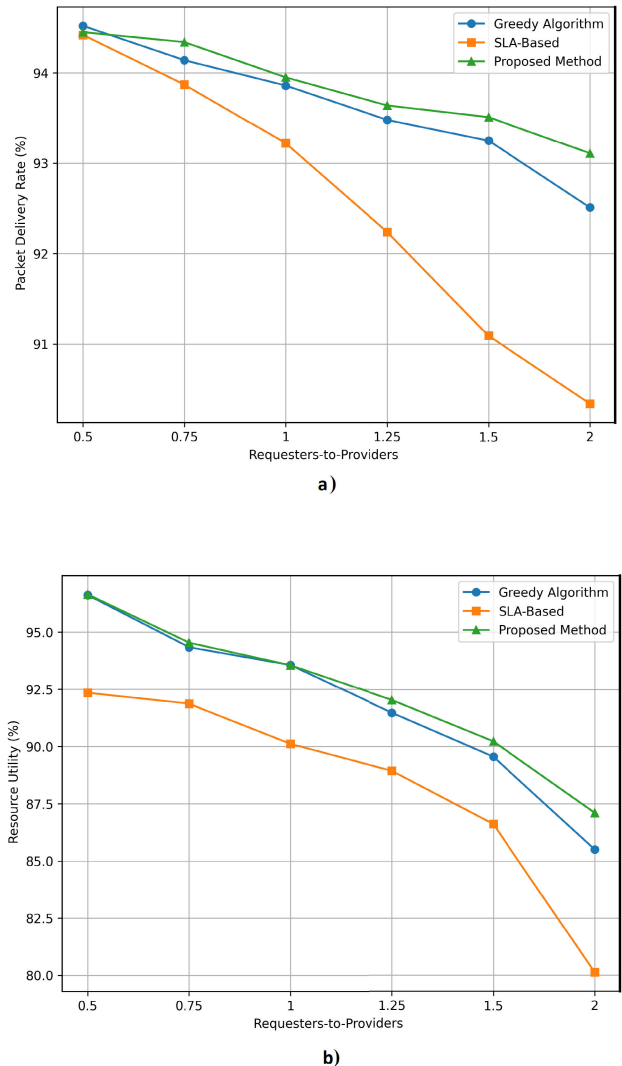 Greedy Algorithm
SLA-Based
Proposed Method
Packet Delivery Rate (%)
94
93
92
91
0.5 0.75 1 1.25 1.5 2
Requesters-to-Providers
a)
Greedy Algorithm
SLA-Based
Proposed Method
Resource Utility (%)
95.0
92.5
90.0
87.5
85.0
82.5
80.0
0.5 0.75 1 1.25 1.5 2
Requesters-to-Providers
b)